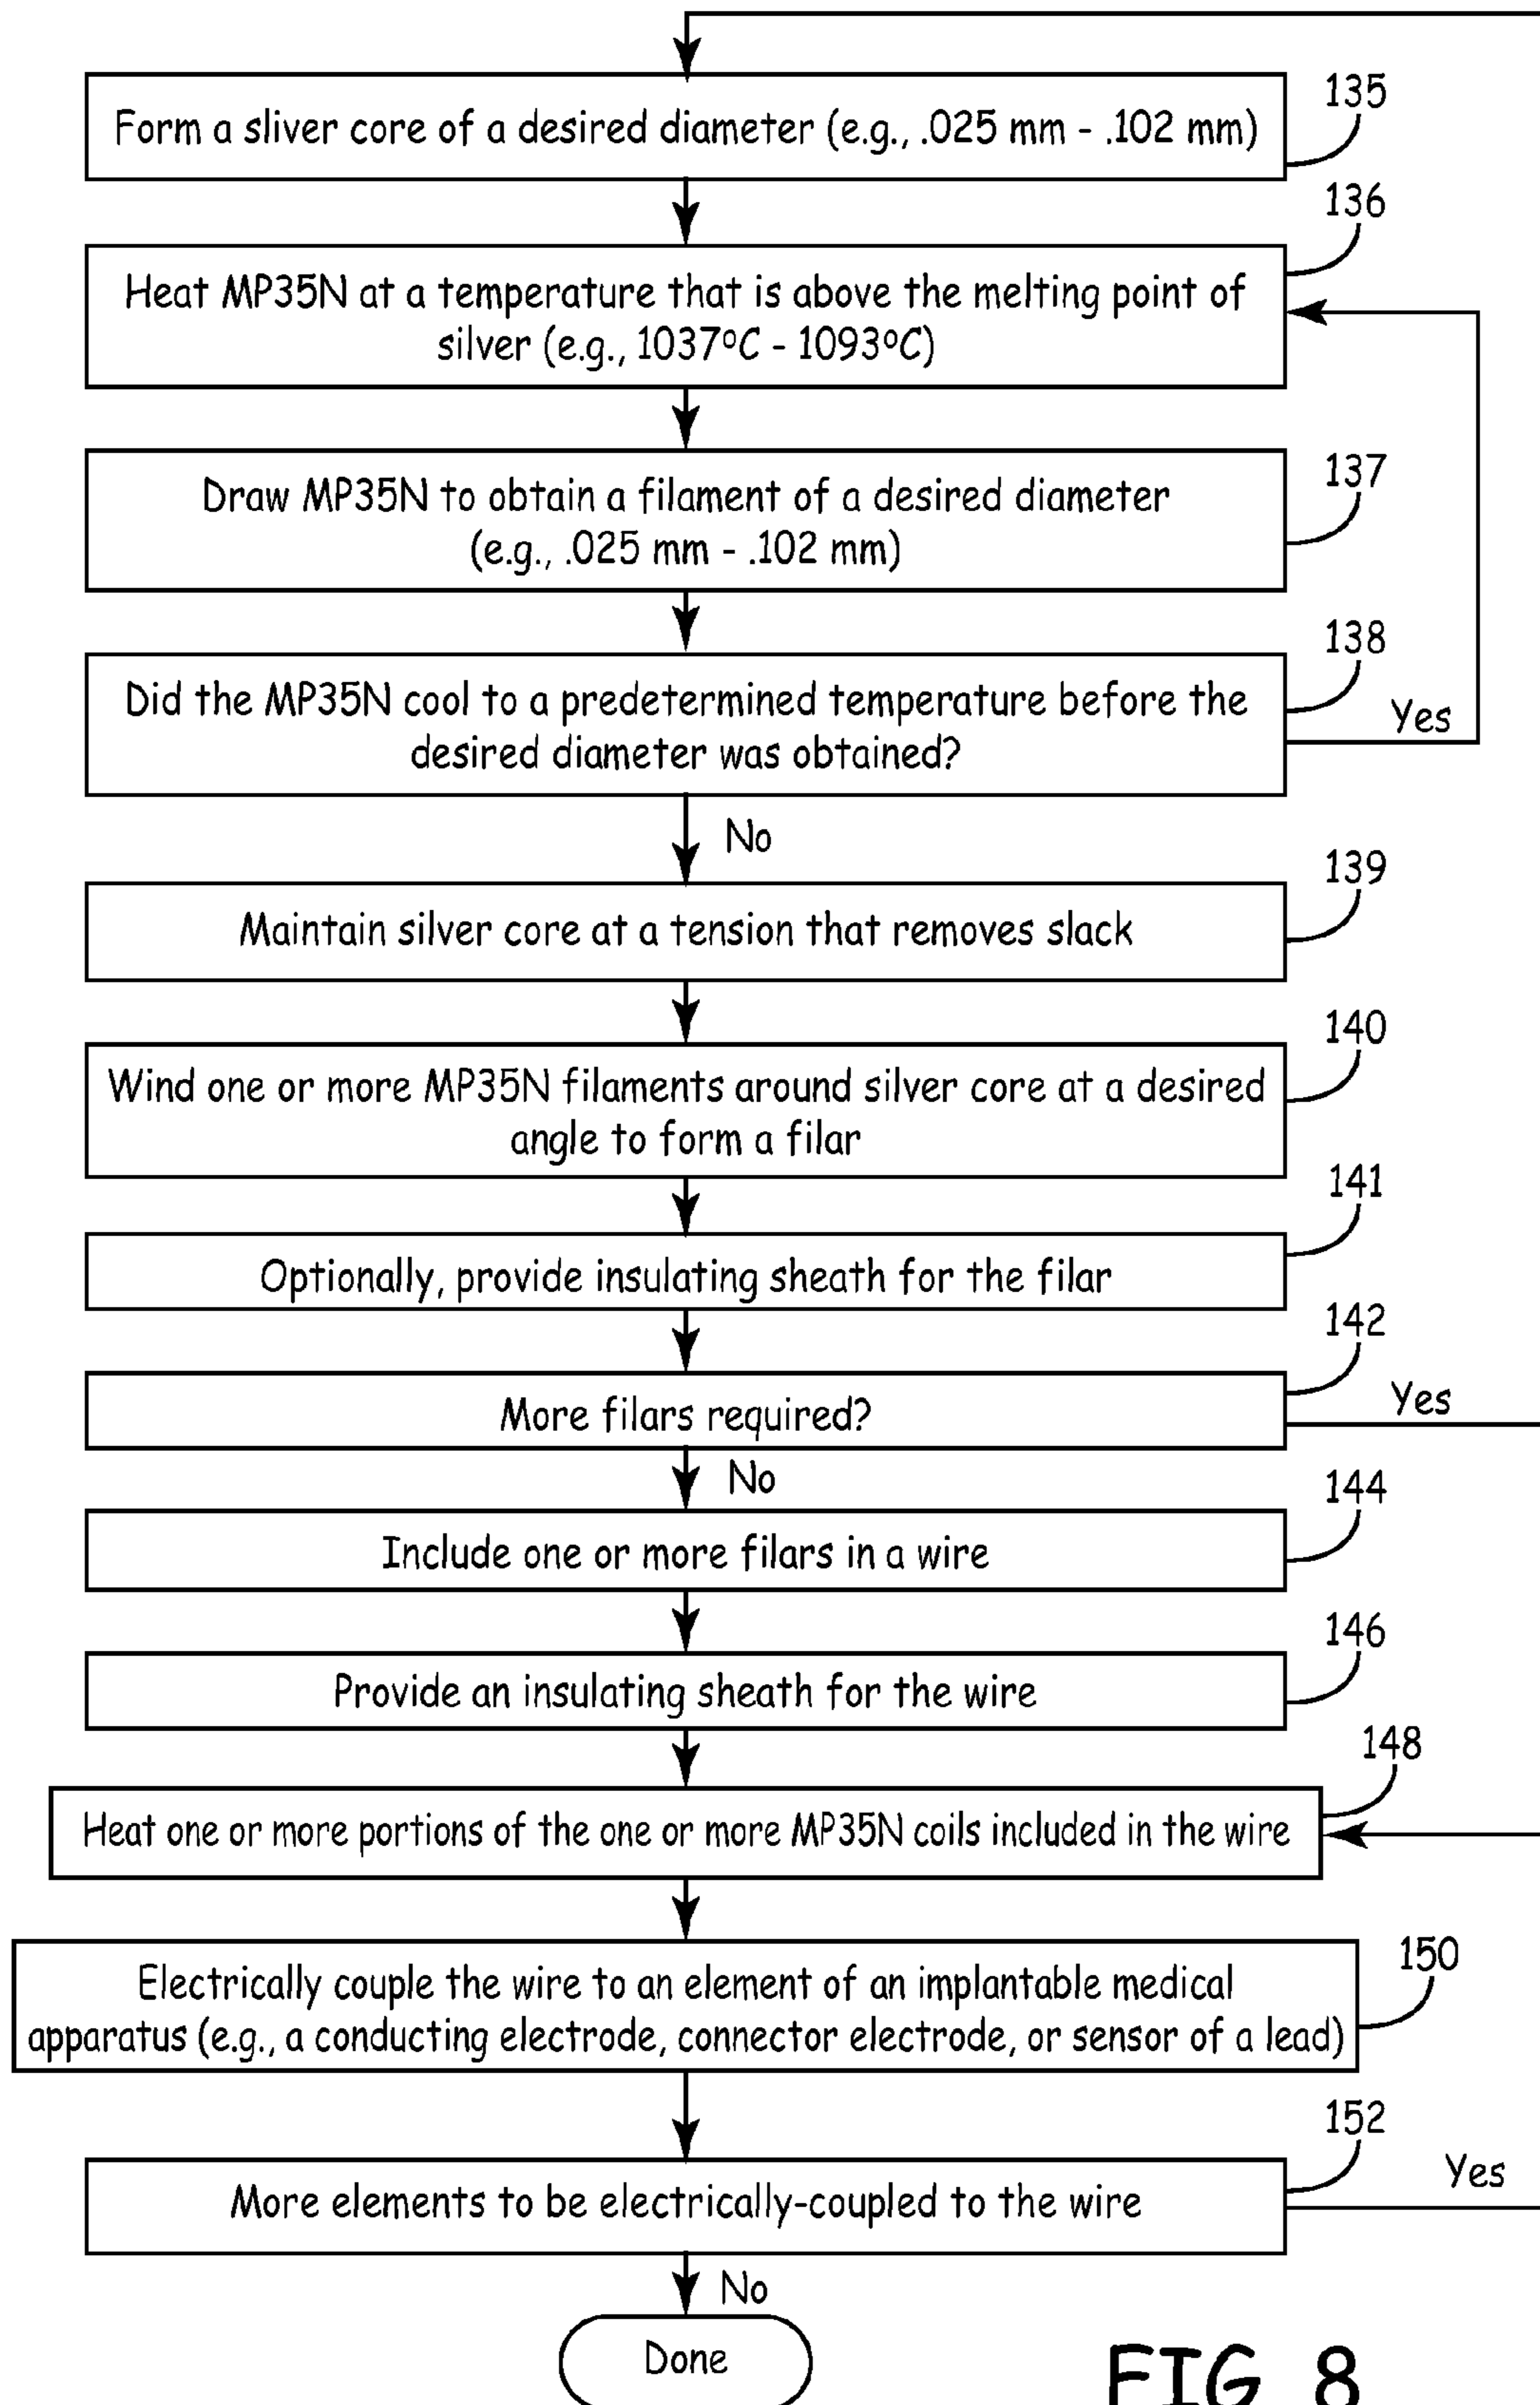 135
Form a sliver core of a desired diameter (e.g., .025 mm - .102 mm)
136
Heat MP35N at a temperature that is above the melting point of
silver (e.g., 1037ºC - 1093ºC)
137
Draw MP35N to obtain a filament of a desired diameter
(e.g., .025 mm - .102 mm)
138
Did the MP35N cool to a predetermined temperature before the
desired diameter was obtained?
Yes
No
139
Maintain silver core at a tension that removes slack
140
Wind one or more MP35N filaments around silver core at a desired
angle to form a filar
141
Optionally, provide insulating sheath for the filar
142
More filars required?
Yes
No
144
Include one or more filars in a wire
146
Provide an insulating sheath for the wire
148
Heat one or more portions of the one or more MP35N coils included in the wire
150
Electrically couple the wire to an element of an implantable medical
apparatus (e.g., a conducting electrode, connector electrode, or sensor of a lead)
152
More elements to be electrically-coupled to the wire
Yes
No
Done
FIG 8